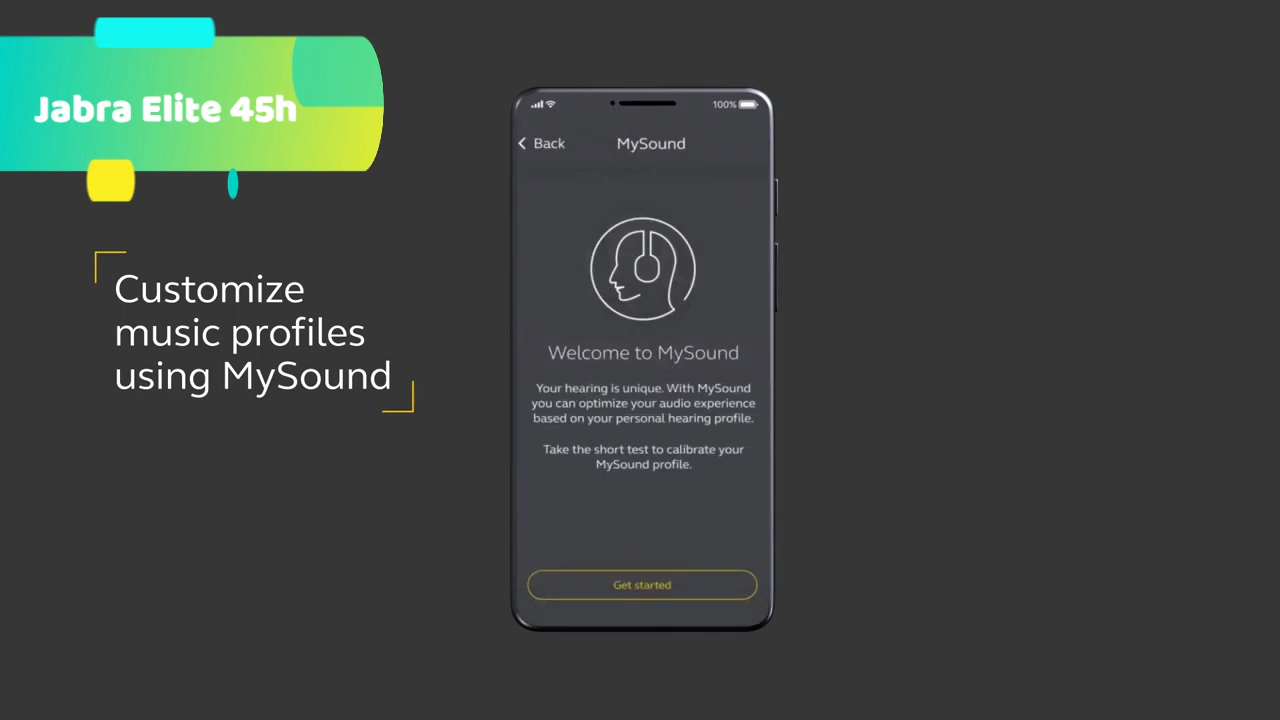 Jabra Elite 45h
Customize
music profiles
using MySound
100%
Back
MySound
Welcome to MySound
Your hearing is unique. With MySound
you can optimize your audio experience
based on your personal hearing profile.
Take the short test to calibrate your
MySound profile.
Get started